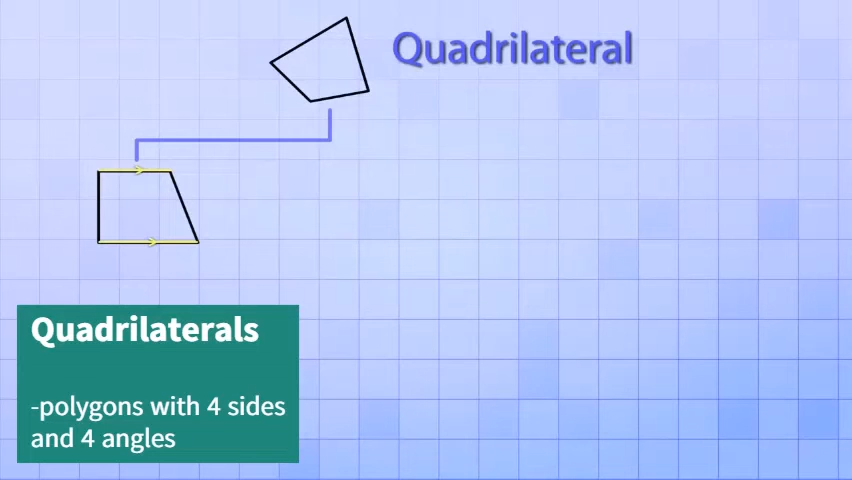 Quadrilateral
Quadrilaterals
-polygons with 4 sides
and 4 angles